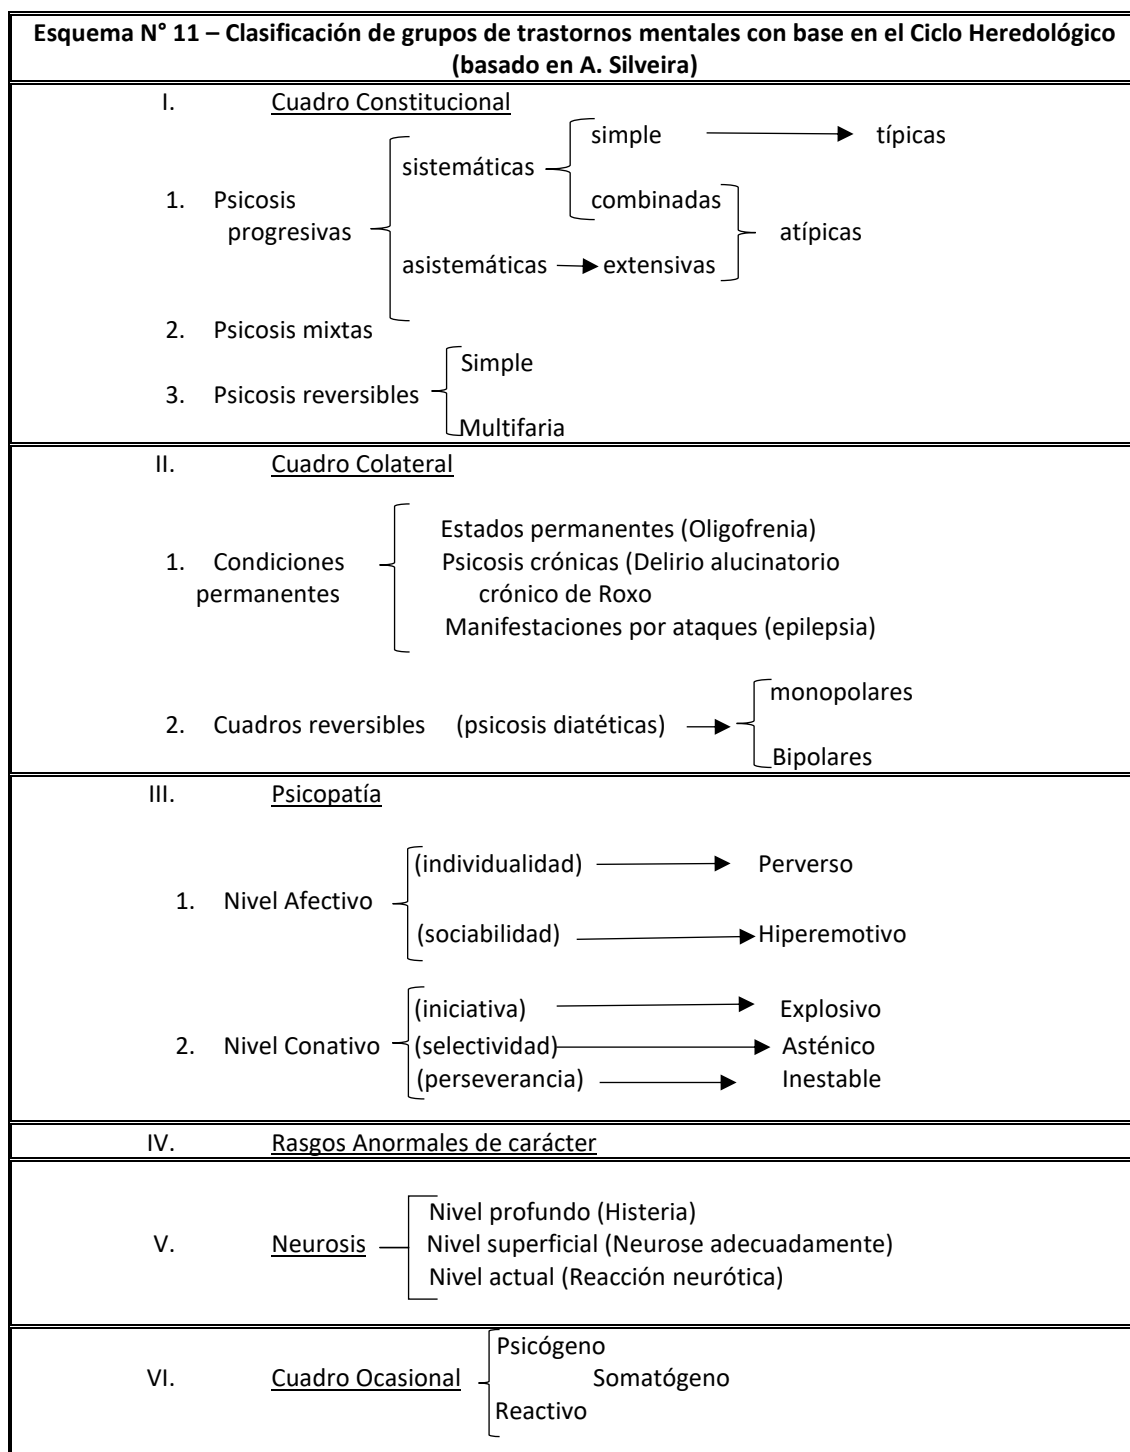 Esquema N° 11 – Clasificación de grupos de trastornos mentales con base en el Ciclo Heredológico
(basado en A. Silveira)
I. Cuadro Constitucional
simple típicas
sistemáticas
1. Psicosis combinadas
progresivas atípicas
asistemáticas extensivas
2. Psicosis mixtas
Simple
3. Psicosis reversibles
Multifaria
II. Cuadro Colateral
Estados permanentes (Oligofrenia)
1. Condiciones Psicosis crónicas (Delirio alucinatorio
permanentes crónico de Roxo
Manifestaciones por ataques (epilepsia)
monopolares
2. Cuadros reversibles (psicosis diatéticas)
Bipolares
III. Psicopatía
(individualidad) Perverso
1. Nivel Afectivo
(sociabilidad) Hiperemotivo
(iniciativa) Explosivo
2. Nivel Conativo (selectividad) Asténico
(perseverancia) Inestable
IV. Rasgos Anormales de carácter
Nivel profundo (Histeria)
V. Neurosis Nivel superficial (Neurose adecuadamente)
Nivel actual (Reacción neurótica)
Psicógeno
VI. Cuadro Ocasional Somatógeno
Reactivo